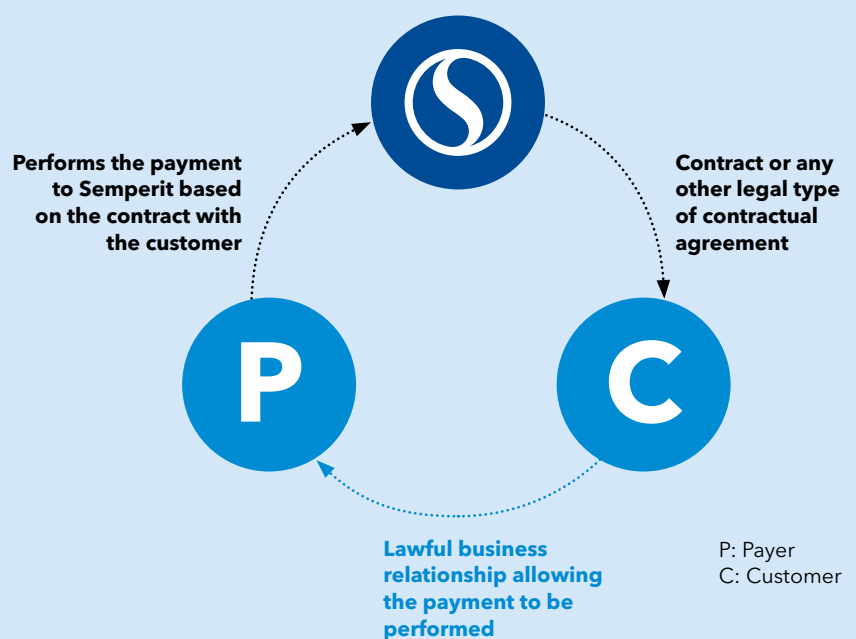 Performs the payment
to Semperit based
on the contract with
the customer
Contract or any
other legal type
of contractual
agreement
P
C
Lawful business
relationship allowing
the payment to be
performed
P: Payer
C: Customer